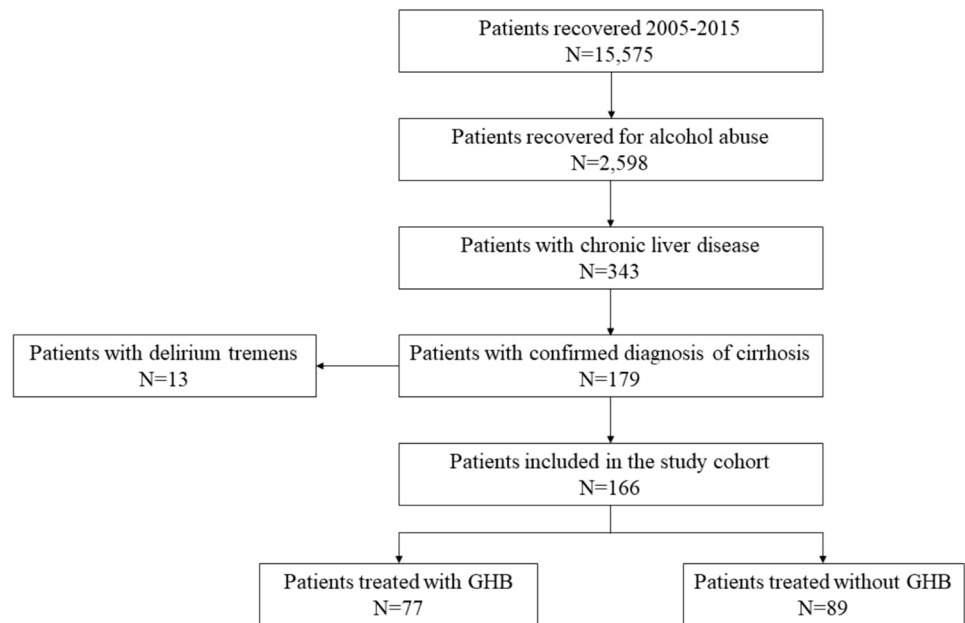 Patients recovered 2005-2015
N=15,575
Patients recovered for alcohol abuse
N=2,598
Patients with chronic liver disease
N=343
Patients with delirium tremens
N=13
Patients with confirmed diagnosis of cirrhosis
N=179
Patients included in the study cohort
N=166
Patients treated with GHB
N=77
Patients treated without GHB
N=89